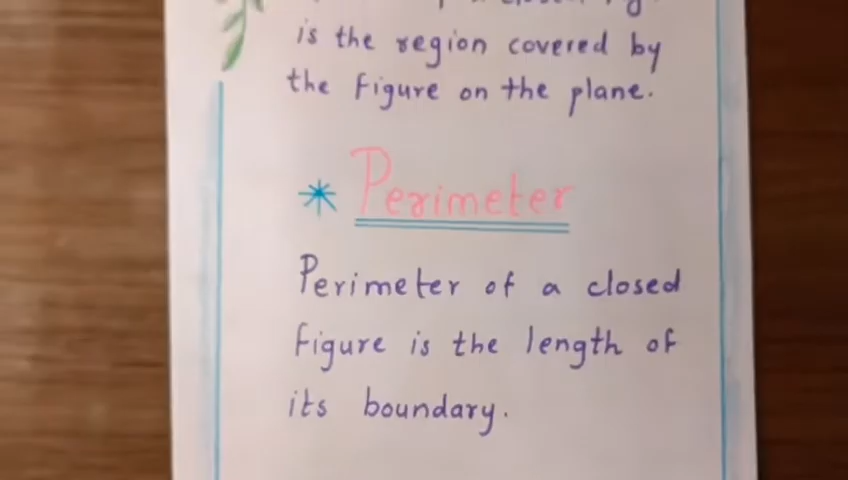 a closed
is the region covered by
the figure on the plane.
* Perimeter
Perimeter of a closed
figure is the length of
its boundary.